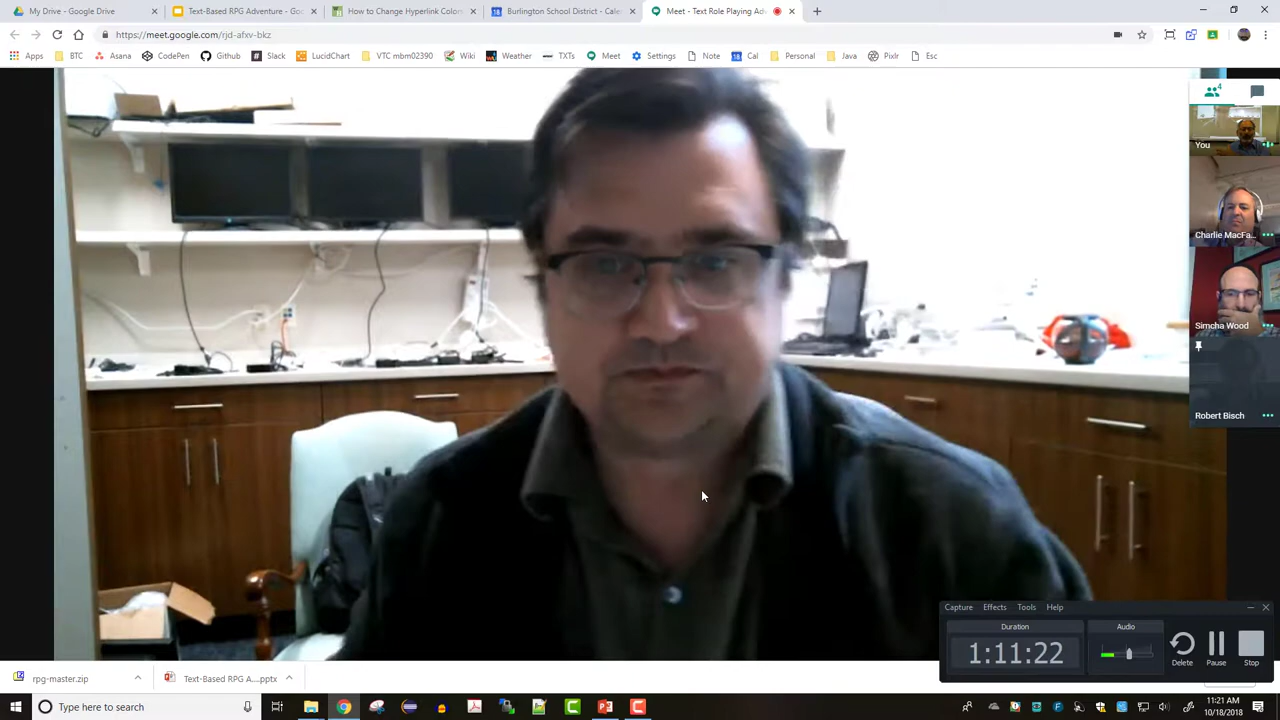 My Drive - Google Drive
Text-Based RPG Adventure - Goo
How to Change Hyperlink Colo
Burlington School District - Cale
Meet - Text Role Playing Adv
https://meet.google.com/rjd-afxv-bkz
Apps
BTC
Asana
CodePen
Github
Slack
LucidChart
VTC mbm02390
Wiki
Weather
TXTs
Meet
Settings
Note
Cal
Personal
Java
Pixlr
Esc
4
You
Charlie MacFa...
Simcha Wood
Robert Bisch
Capture Effects Tools Help
Duration
Audio
1:11:22
Delete
Pause
Stop
rpg-master.zip
Text-Based RPG A....pptx
Type here to search
11:21 AM
10/18/2018